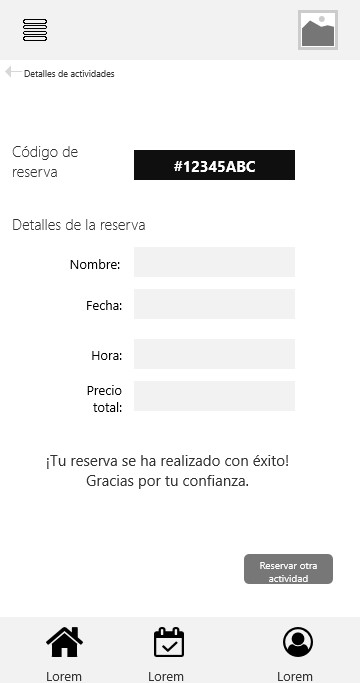 Detalles de actividades
Código de
reserva
#12345ABC
Detalles de la reserva
Nombre:
Fecha:
Hora:
Precio
total:
¡Tu reserva se ha realizado con éxito!
Gracias por tu confianza.
Reservar otra
actividad
Lorem
Lorem
Lorem